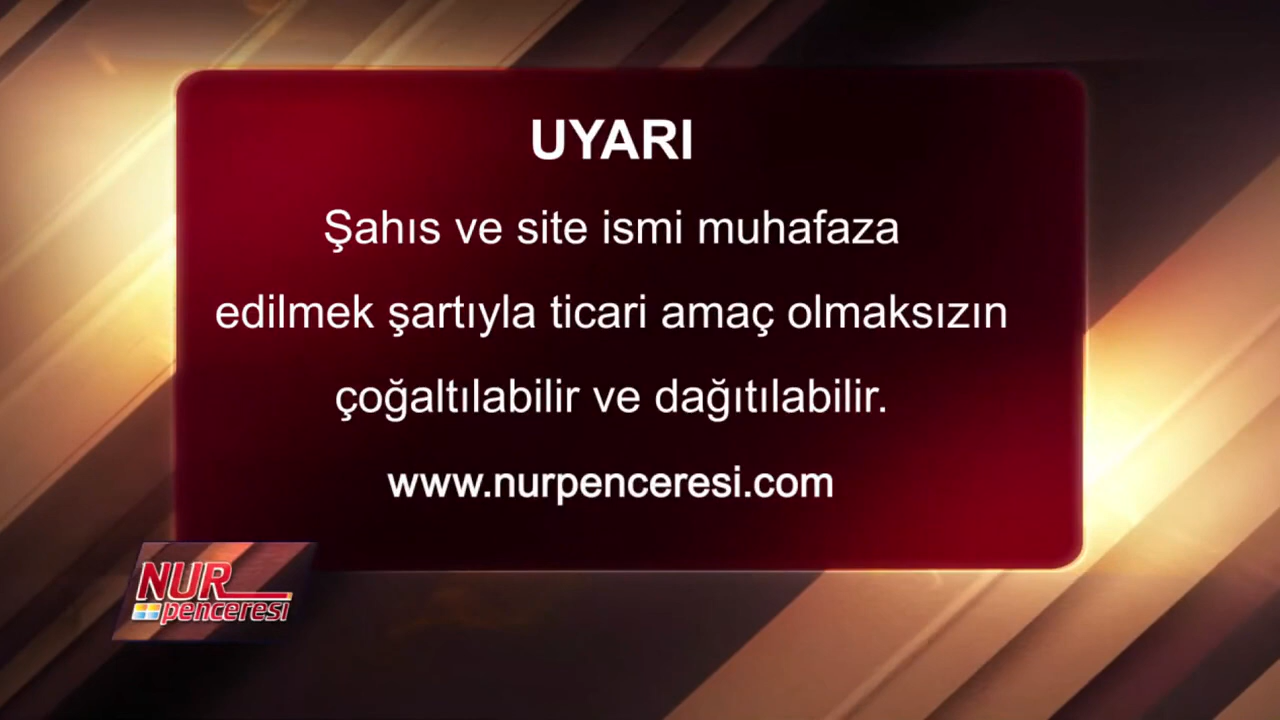 UYARI
Şahıs ve site ismi muhafaza
edilmek şartıyla ticari amaç olmaksızın
çoğaltılabilir ve dağıtılabilir.
www.nurpenceresi.com
NUR
penceresi